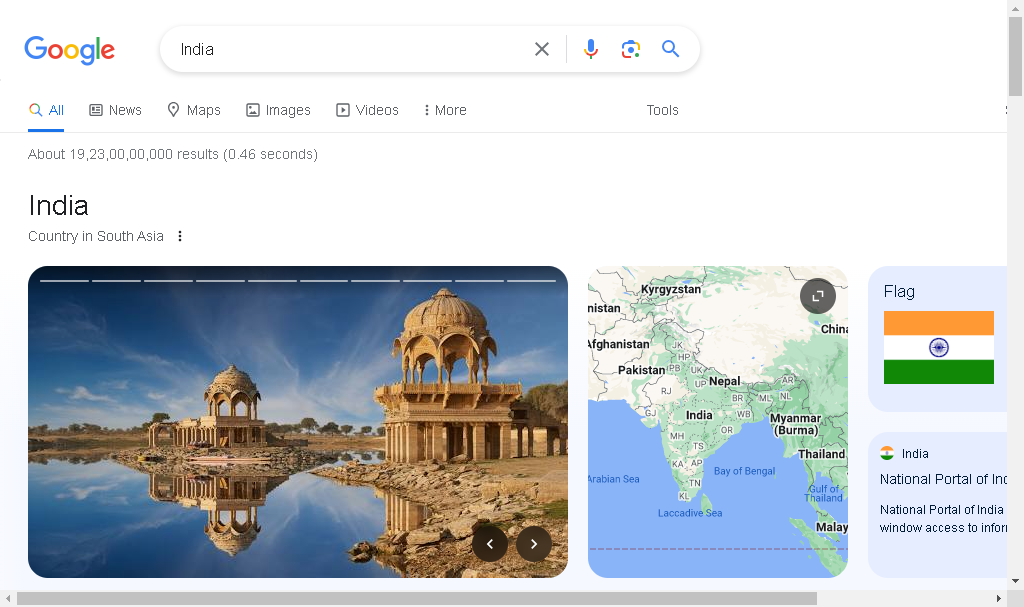 Google
India
All
News
Maps
Images
Videos
More
Tools
About 19,23,00,00,000 results (0.46 seconds)
India
Country in South Asia
Kyrgyzstan
nistan
China
Afghanistan
JK
HP
Pakistan
PB
UK
Nepal
UP
AR
RJ
BR
ML
NL
GJ
India
WB
Myanmar
(Burma)
OR
MH
TS
Thailand
KA
AP
Arabian Sea
Bay of Bengal
TN
Gulf of
Thailand
KL
Laccadive Sea
Malay
Flag
India
National Portal of Ind
National Portal of India
window access to infor